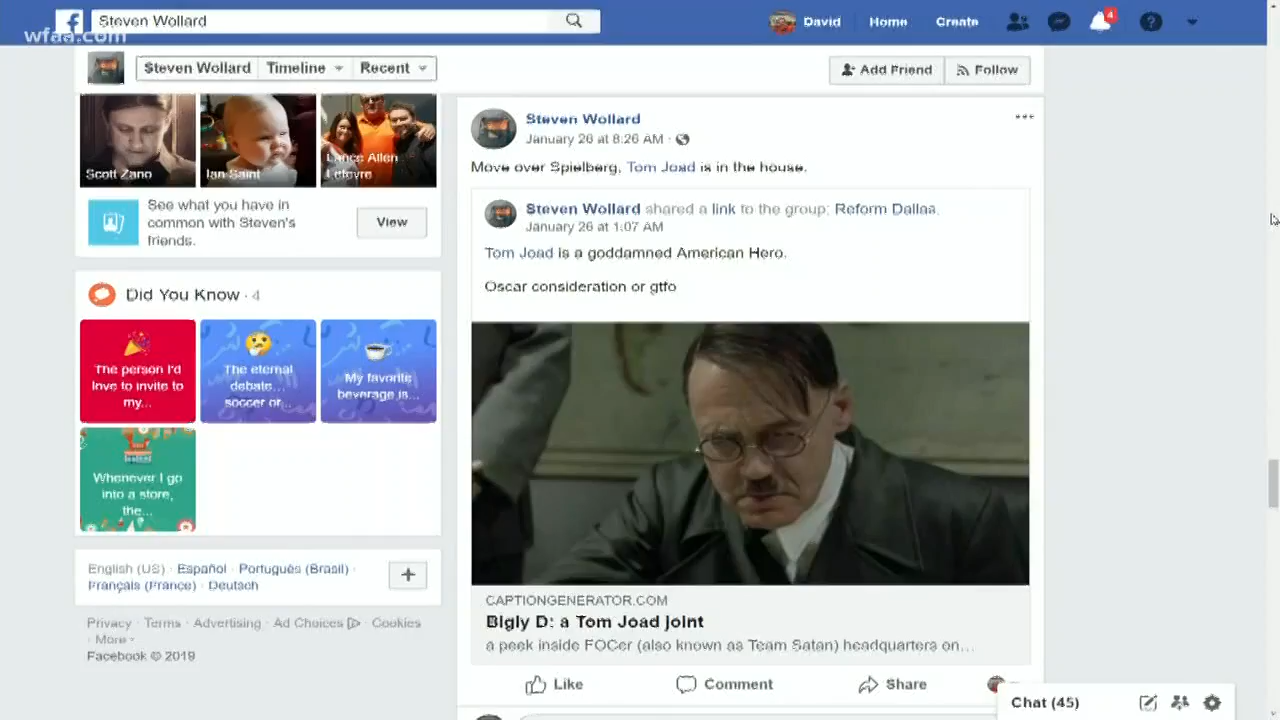 Steven Wollard
David Home Create 4
wfaa.com
Steven Wollard Timeline Recent
Add Friend Follow
Scott Zano
Ian Saint
Lance Allen
Lefevre
See what you have in
common with Steven's
friends.
View
Did You Know · 4
The person I'd
love to invite to
my...
The eternal
debate...
soccer or...
My favorite
beverage is...
Whenever I go
into a store,
the...
English (US) · Español · Português (Brasil) ·
Français (France) · Deutsch
+
Privacy · Terms · Advertising · Ad Choices · Cookies
· More
Facebook © 2019
Steven Wollard
January 26 at 8:26 AM ·
Move over Spielberg, Tom Joad is in the house.
Steven Wollard shared a link to the group: Reform Dallas.
January 26 at 1:07 AM
Tom Joad is a goddamned American Hero.
Oscar consideration or gtfo
CAPTIONGENERATOR.COM
Bigly D: a Tom Joad joint
a peek inside FOCer (also known as Team Satan) headquarters on...
Like Comment Share
Chat (45)